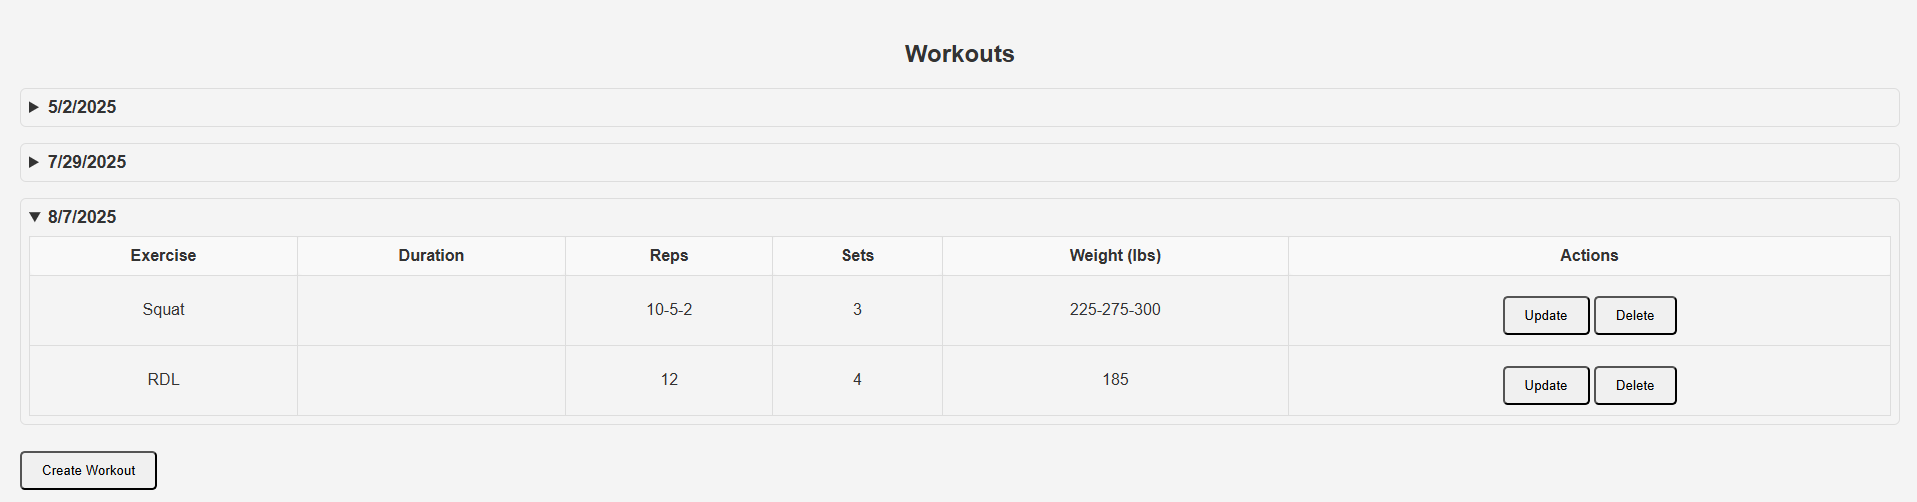 Workouts
5/2/2025
7/29/2025
8/7/2025
Exercise Duration Reps Sets Weight (lbs) Actions
Squat 10-5-2 3 225-275-300 Update Delete
RDL 12 4 185 Update Delete
Create Workout